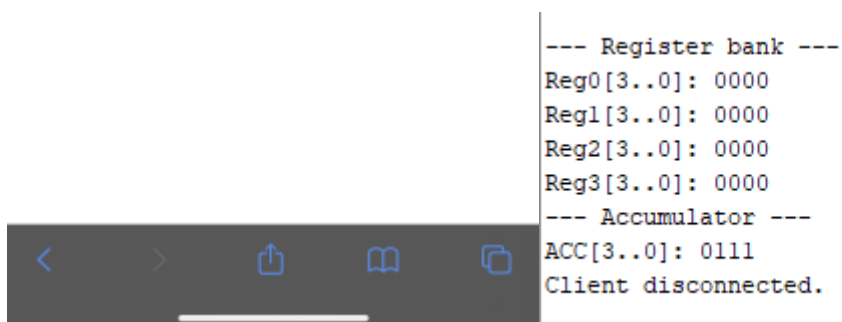 --- Register bank ---
Reg0[3..0]: 0000
Reg1[3..0]: 0000
Reg2[3..0]: 0000
Reg3[3..0]: 0000
--- Accumulator ---
ACC[3..0]: 0111
Client disconnected.